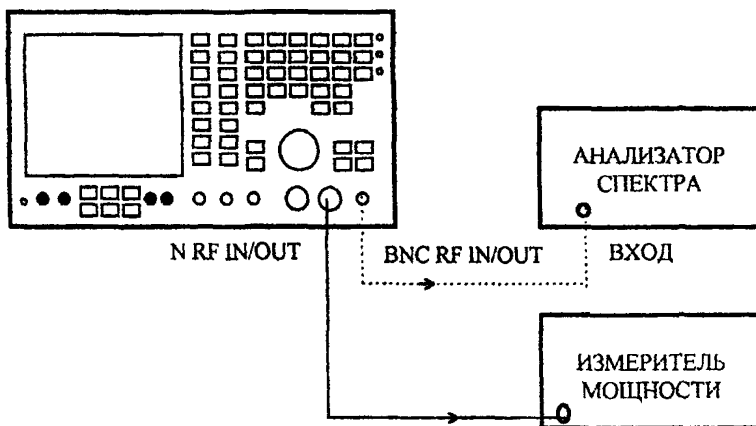 АНАЛИЗАТОР
СПЕКТРА
N RF IN/OUT
BNC RF IN/OUT
ВХОД
ИЗМЕРИТЕЛЬ
МОЩНОСТИ